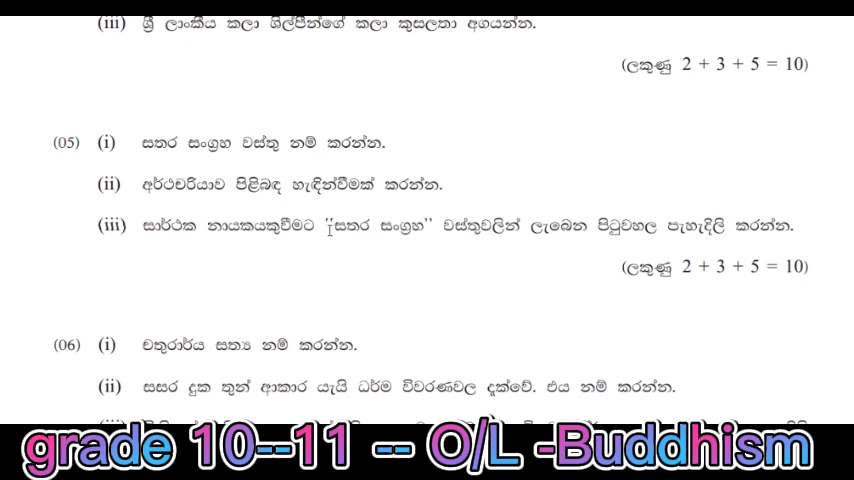 (iii) ශ්‍රී ලාංකීය කලා ශිල්පීන්ගේ කලා කුසලතා අගයන්න.
(ලකුණු 2 + 3 + 5 = 10)
(05) (i) සතර සංග්‍රහ වස්තු නම් කරන්න.
(ii) අර්ථචරියාව පිළිබඳ හැඳින්වීමක් කරන්න.
(iii) සාර්ථක නායකයකුවීමට "සතර සංග්‍රහ" වස්තුවලින් ලැබෙන පිටුවහල පැහැදිලි කරන්න.
(ලකුණු 2 + 3 + 5 = 10)
(06) (i) චතුරාර්ය සත්‍ය නම් කරන්න.
(ii) සසර දුක තුන් ආකාර යැයි ධර්ම විවරණවල දැක්වේ. එය නම් කරන්න.
grade 10--11 -- O/L -Buddhism